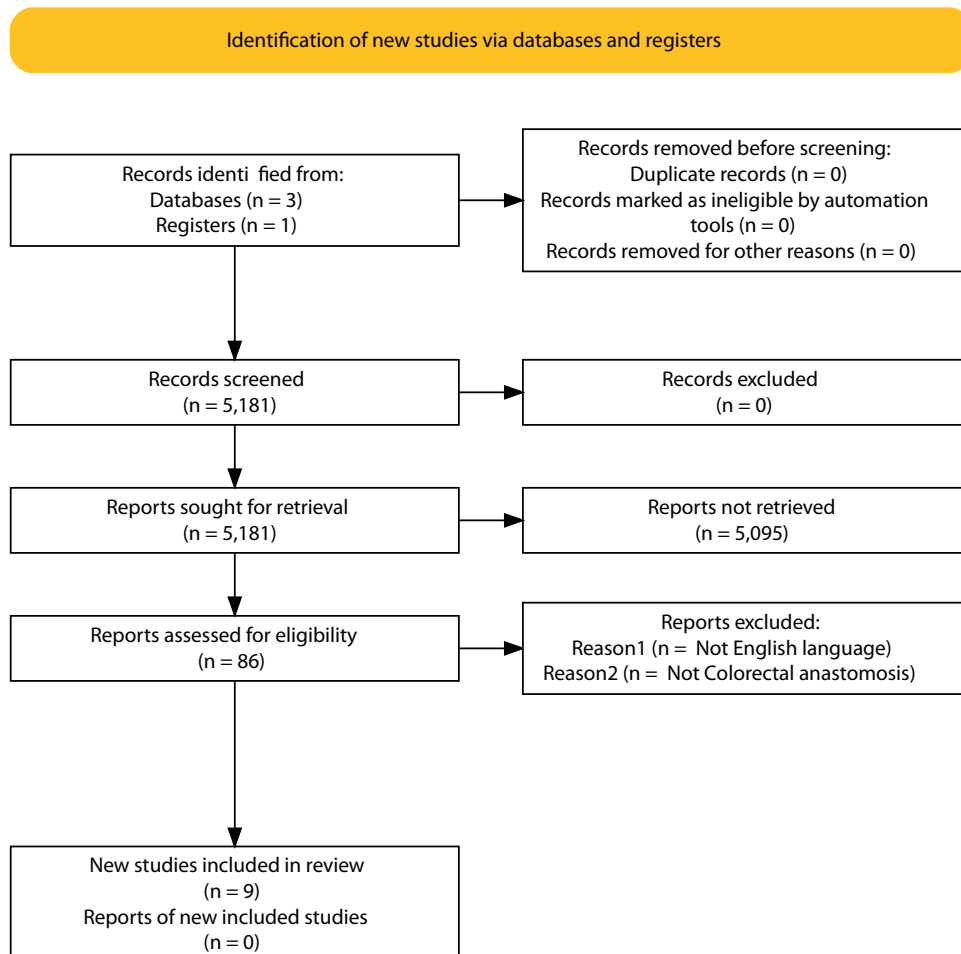 Identification of new studies via databases and registers
Records identi fied from:
Databases (n = 3)
Registers (n = 1)
Records removed before screening:
Duplicate records (n = 0)
Records marked as ineligible by automation
tools (n = 0)
Records removed for other reasons (n = 0)
Records screened
(n = 5,181)
Records excluded
(n = 0)
Reports sought for retrieval
(n = 5,181)
Reports not retrieved
(n = 5,095)
Reports assessed for eligibility
(n = 86)
Reports excluded:
Reason1 (n = Not English language)
Reason2 (n = Not Colorectal anastomosis)
New studies included in review
(n = 9)
Reports of new included studies
(n = 0)